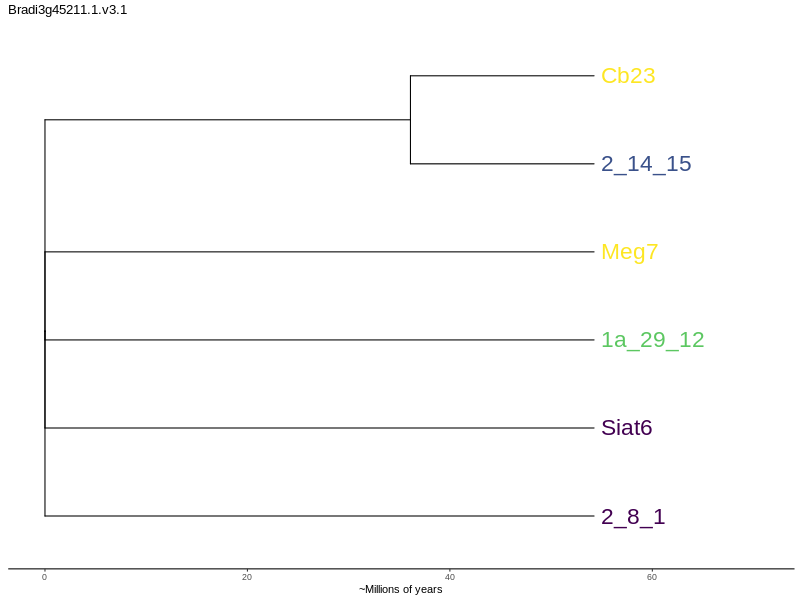 Bradi3g45211.1.v3.1
Cb23
2_14_15
Meg7
1a_29_12
Siat6
2_8_1
0 20 40 60
~Millions of years